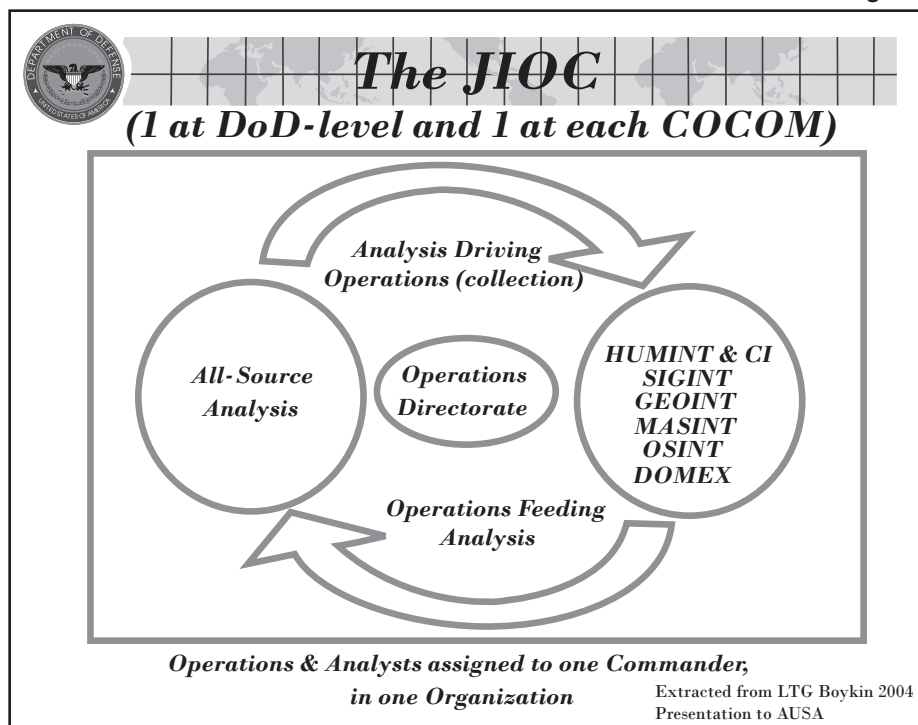 DEPARTMENT OF DEFENSE
UNITED STATES OF AMERICA
The JIOC
(1 at DoD-level and 1 at each COCOM)
Analysis Driving
Operations (collection)
All-Source
Analysis
Operations
Directorate
HUMINT & CI
SIGINT
GEOINT
MASINT
OSINT
DOMEX
Operations Feeding
Analysis
Operations & Analysts assigned to one Commander,
in one Organization
Extracted from LTG Boykin 2004
Presentation to AUSA